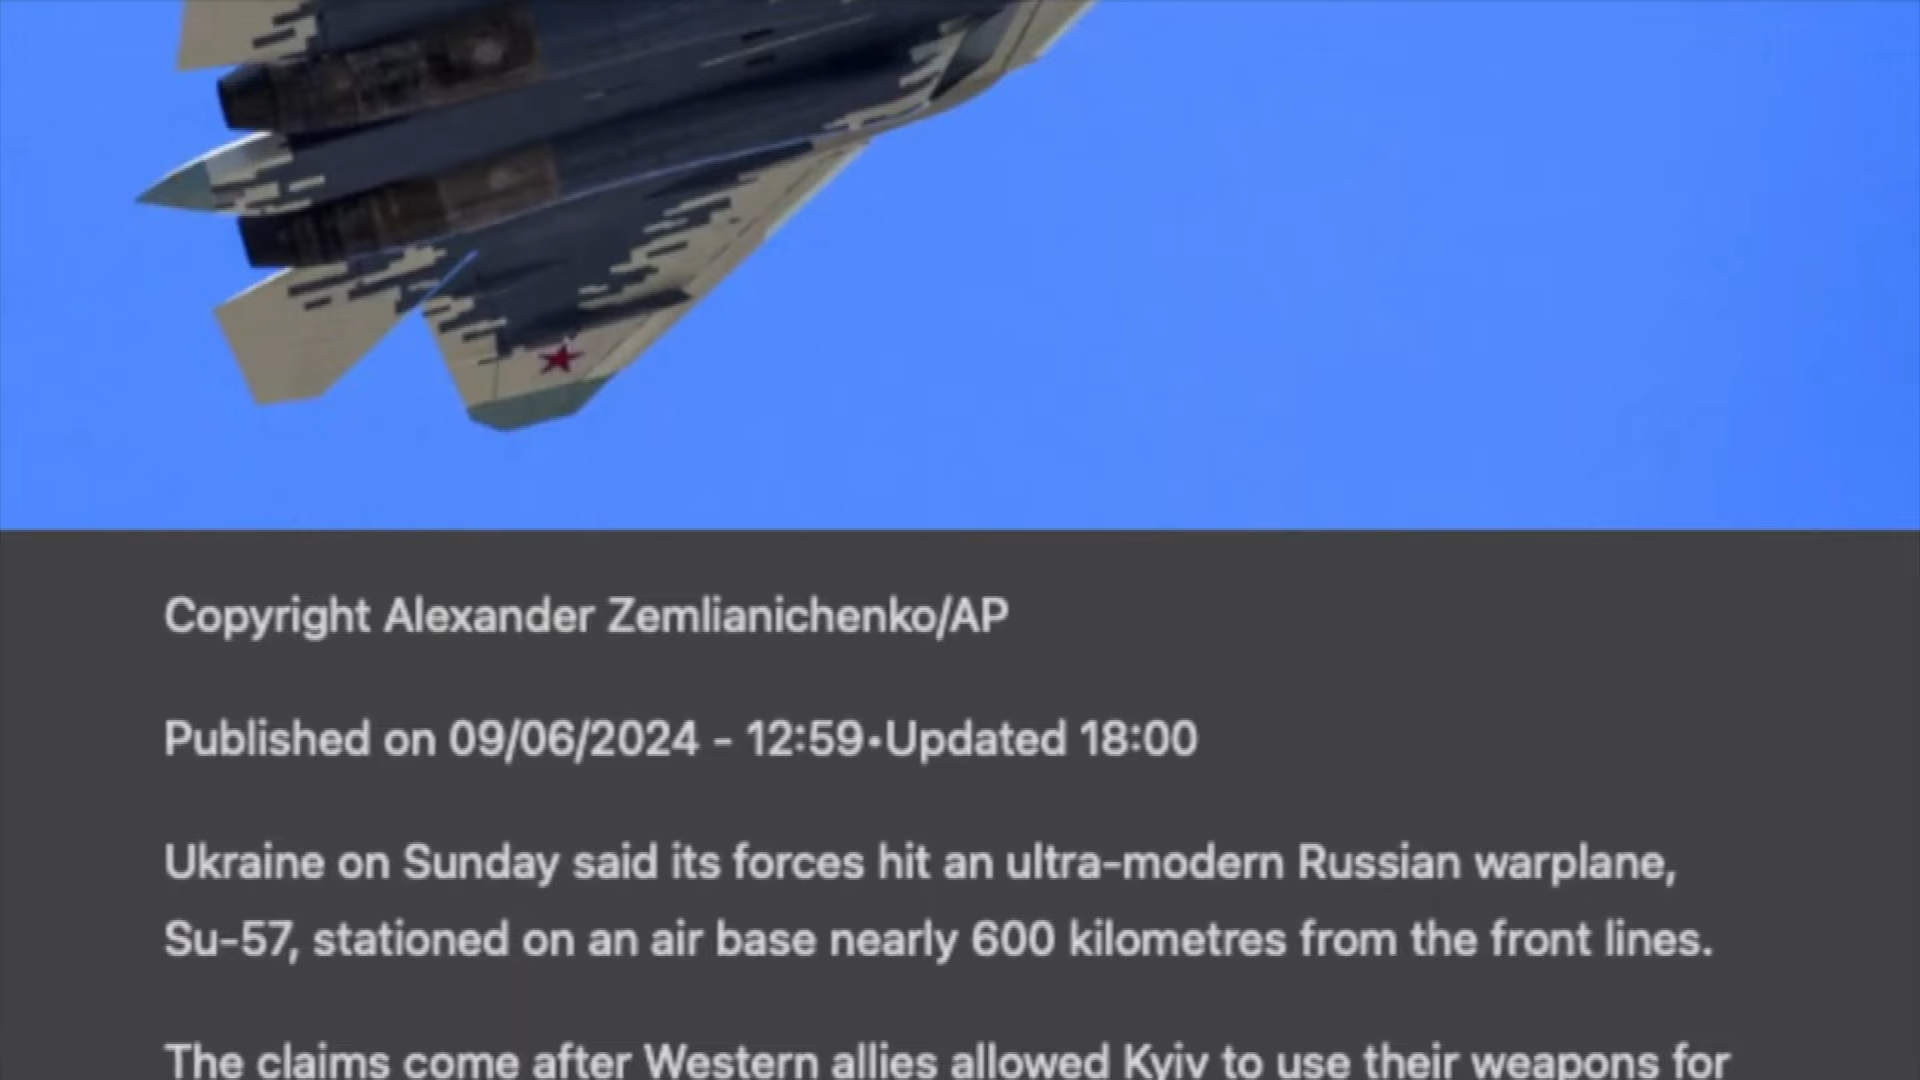 Copyright Alexander Zemlianichenko/AP
Published on 09/06/2024 - 12:59•Updated 18:00
Ukraine on Sunday said its forces hit an ultra-modern Russian warplane,
Su-57, stationed on an air base nearly 600 kilometres from the front lines.
The claims come after Western allies allowed Kyiv to use their weapons for